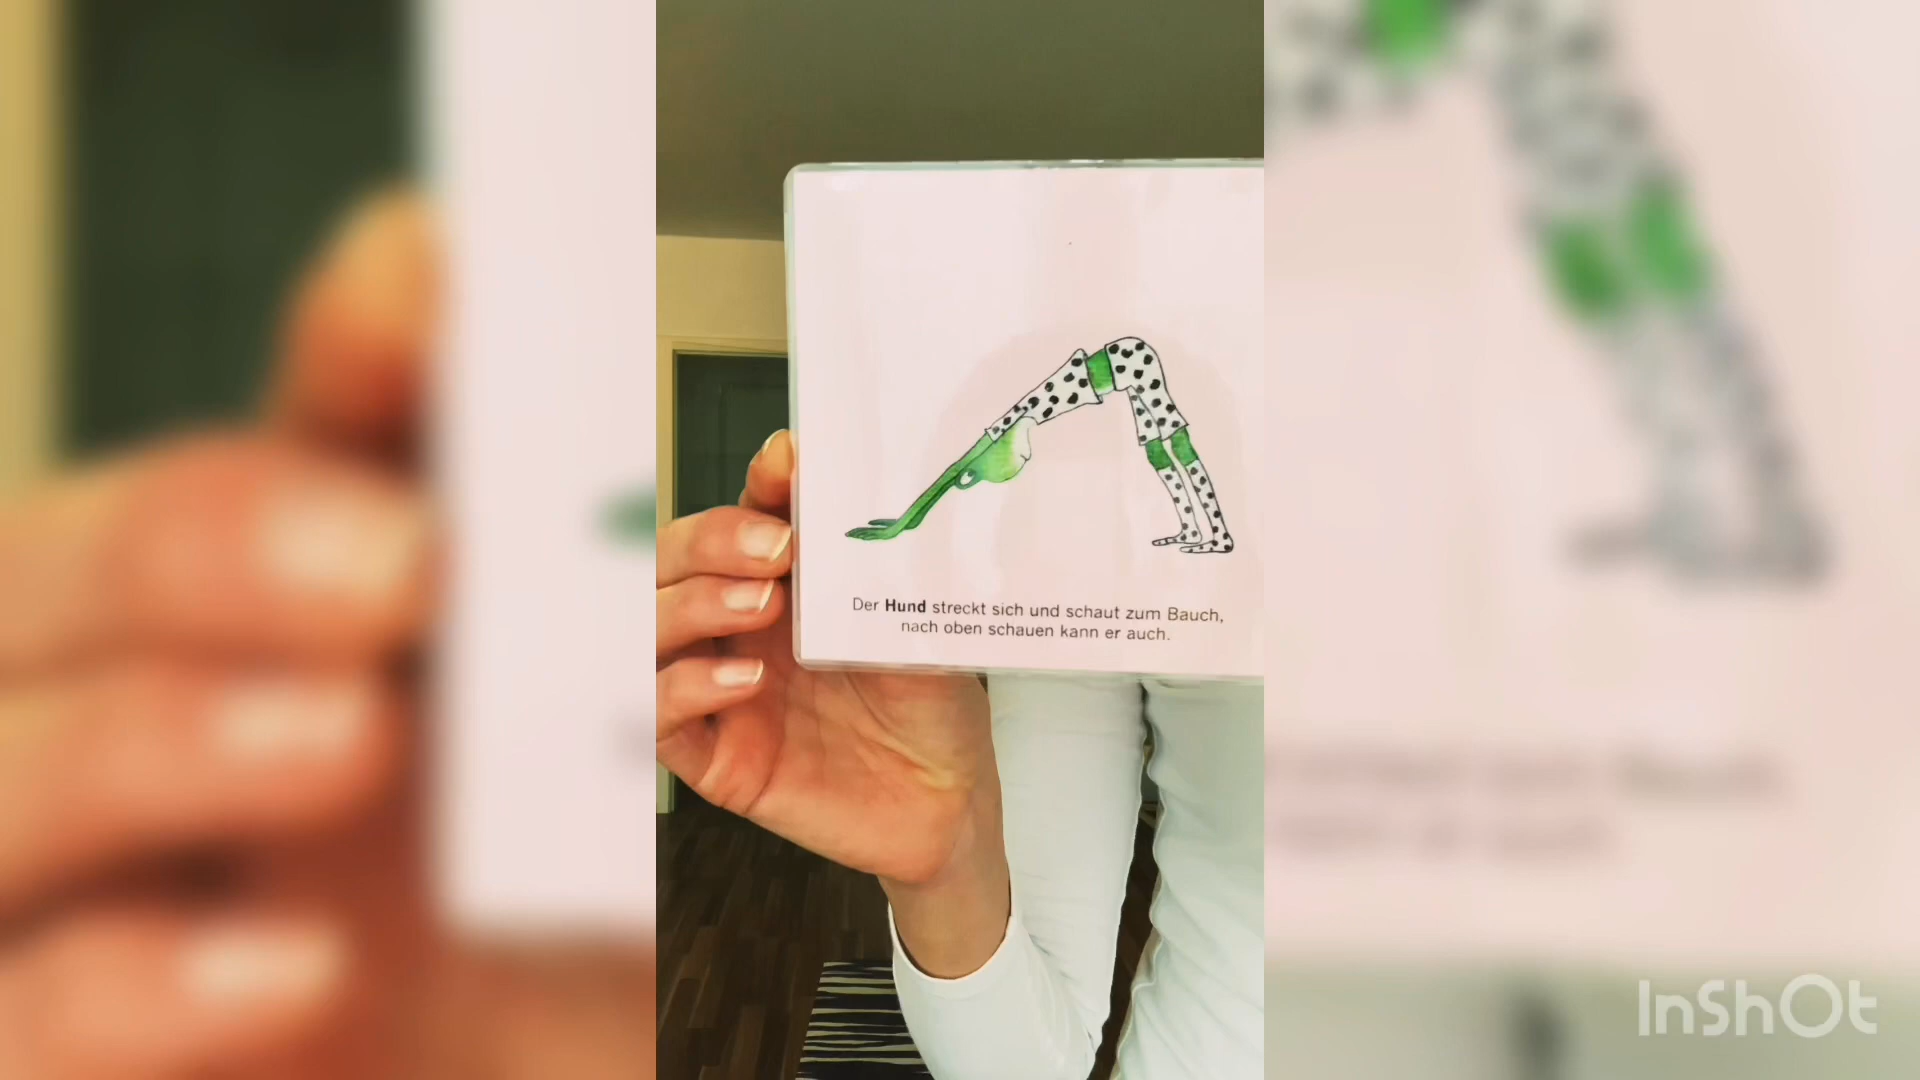 Der Hund streckt sich und schaut zum Bauch,
nach oben schauen kann er auch.
InShOt